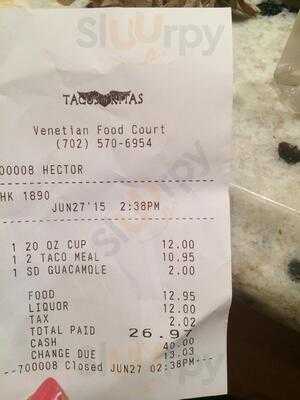 Sluurpy
TACOS N RITAS
Venetian Food Court
(702) 570-6954
00008 HECTOR
HK 1890
JUN27'15 2:38PM
1 20 OZ CUP 12.00
1 2 TACO MEAL 10.95
1 SD GUACAMOLE 2.00
FOOD 12.95
LIQUOR 12.00
TAX 2.02
TOTAL PAID 26.97
CASH 40.00
CHANGE DUE 13.03
--700008 Closed JUN27 02:38PM---